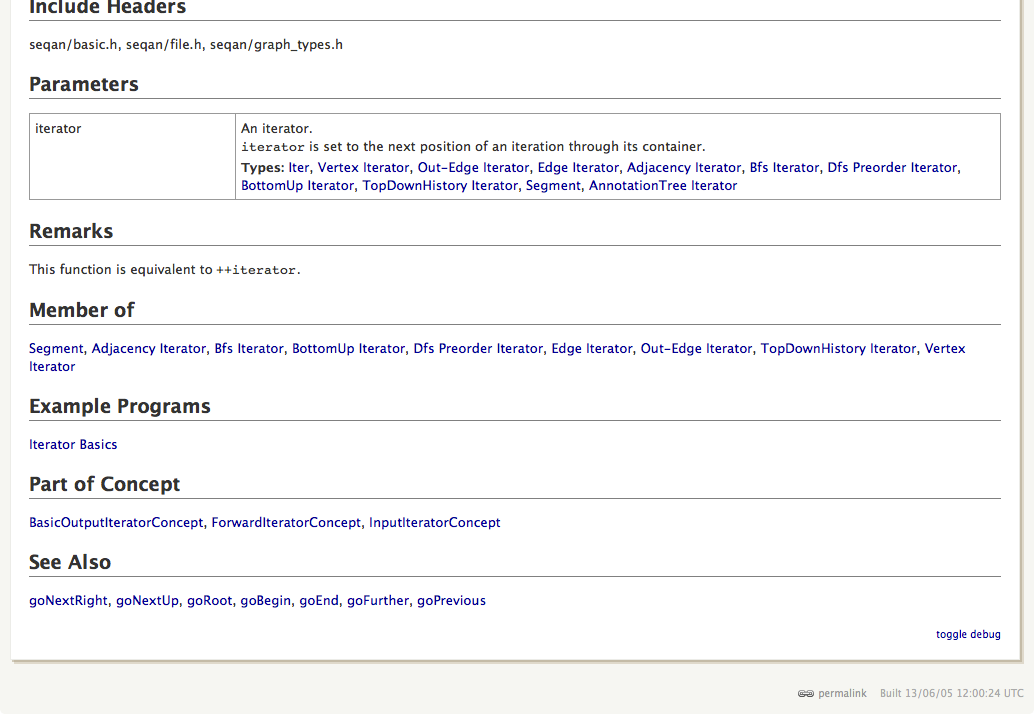 Include Headers
seqan/basic.h, seqan/file.h, seqan/graph_types.h
Parameters
iterator
An iterator.
iterator is set to the next position of an iteration through its container.
Types: Iter, Vertex Iterator, Out-Edge Iterator, Edge Iterator, Adjacency Iterator, Bfs Iterator, Dfs Preorder Iterator,
BottomUp Iterator, TopDownHistory Iterator, Segment, AnnotationTree Iterator
Remarks
This function is equivalent to ++iterator.
Member of
Segment, Adjacency Iterator, Bfs Iterator, BottomUp Iterator, Dfs Preorder Iterator, Edge Iterator, Out-Edge Iterator, TopDownHistory Iterator, Vertex
Iterator
Example Programs
Iterator Basics
Part of Concept
BasicOutputIteratorConcept, ForwardIteratorConcept, InputIteratorConcept
See Also
goNextRight, goNextUp, goRoot, goBegin, goEnd, goFurther, goPrevious
toggle debug
permalink Built 13/06/05 12:00:24 UTC